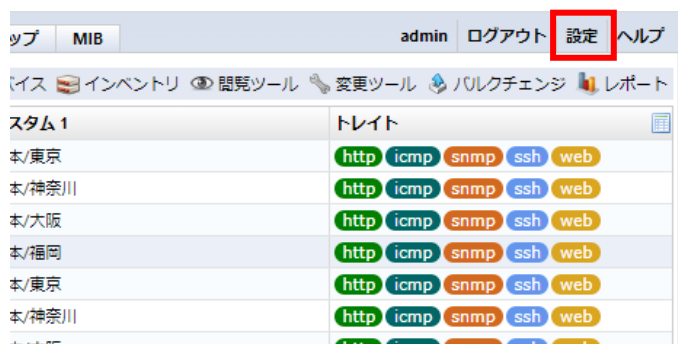 ップ MIB admin ログアウト 設定 ヘルプ
イス インベントリ 閲覧ツール 変更ツール バルクチェンジ レポート
スタム 1 トレイト
本/東京 http icmp snmp ssh web
本/神奈川 http icmp snmp ssh web
本/大阪 http icmp snmp ssh web
本/福岡 http icmp snmp ssh web
本/東京 http icmp snmp ssh web
本/神奈川 http icmp snmp ssh web
http icmp snmp ssh web